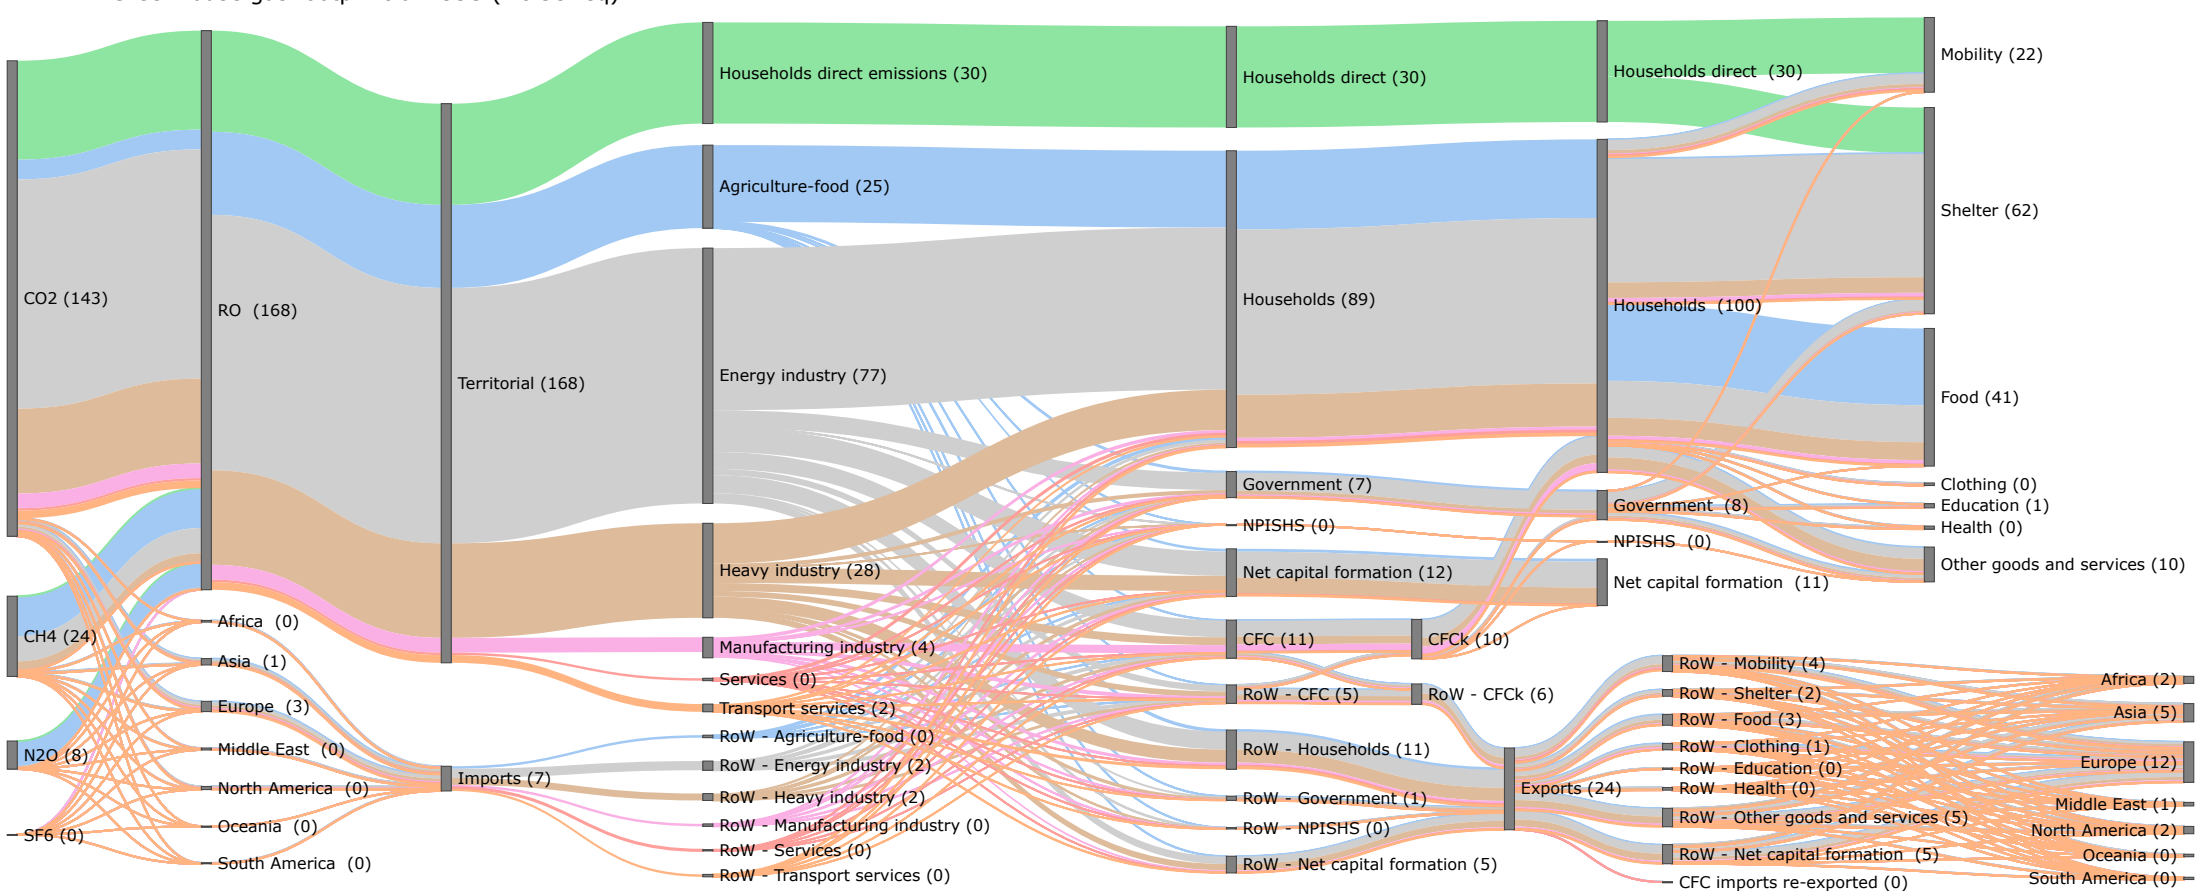 CO2 (143)
CH4 (24)
N2O (8)
SF6 (0)
RO (168)
Africa (0)
Asia (1)
Europe (3)
Middle East (0)
North America (0)
Oceania (0)
South America (0)
Territorial (168)
Imports (7)
Households direct emissions (30)
Agriculture-food (25)
Energy industry (77)
Heavy industry (28)
Manufacturing industry (4)
Services (0)
Transport services (2)
RoW - Agriculture-food (0)
RoW - Energy industry (2)
RoW - Heavy industry (2)
RoW - Manufacturing industry (0)
RoW - Services (0)
RoW - Transport services (0)
Households direct (30)
Households (89)
Government (7)
NPISHS (0)
Net capital formation (12)
CFC (11)
RoW - CFC (5)
RoW - Households (11)
RoW - Government (1)
RoW - NPISHS (0)
RoW - Net capital formation (5)
CFCk (10)
RoW - CFCk (6)
Exports (24)
Households direct (30)
Households (100)
Government (8)
NPISHS (0)
Net capital formation (11)
RoW - Mobility (4)
RoW - Shelter (2)
RoW - Food (3)
RoW - Clothing (1)
RoW - Education (0)
RoW - Health (0)
RoW - Other goods and services (5)
RoW - Net capital formation (5)
CFC imports re-exported (0)
Mobility (22)
Shelter (62)
Food (41)
Clothing (0)
Education (1)
Health (0)
Other goods and services (10)
Africa (2)
Asia (5)
Europe (12)
Middle East (1)
North America (2)
Oceania (0)
South America (0)